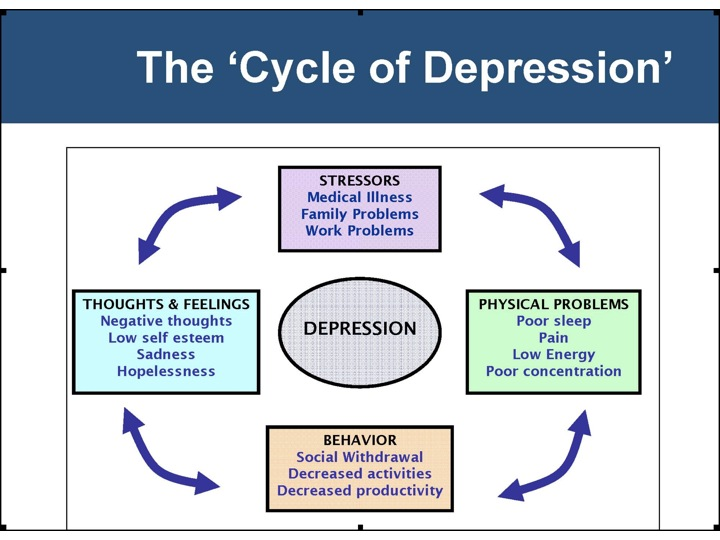 The ‘Cycle of Depression’
STRESSORS
Medical Illness
Family Problems
Work Problems
THOUGHTS & FEELINGS
Negative thoughts
Low self esteem
Sadness
Hopelessness
DEPRESSION
PHYSICAL PROBLEMS
Poor sleep
Pain
Low Energy
Poor concentration
BEHAVIOR
Social Withdrawal
Decreased activities
Decreased productivity